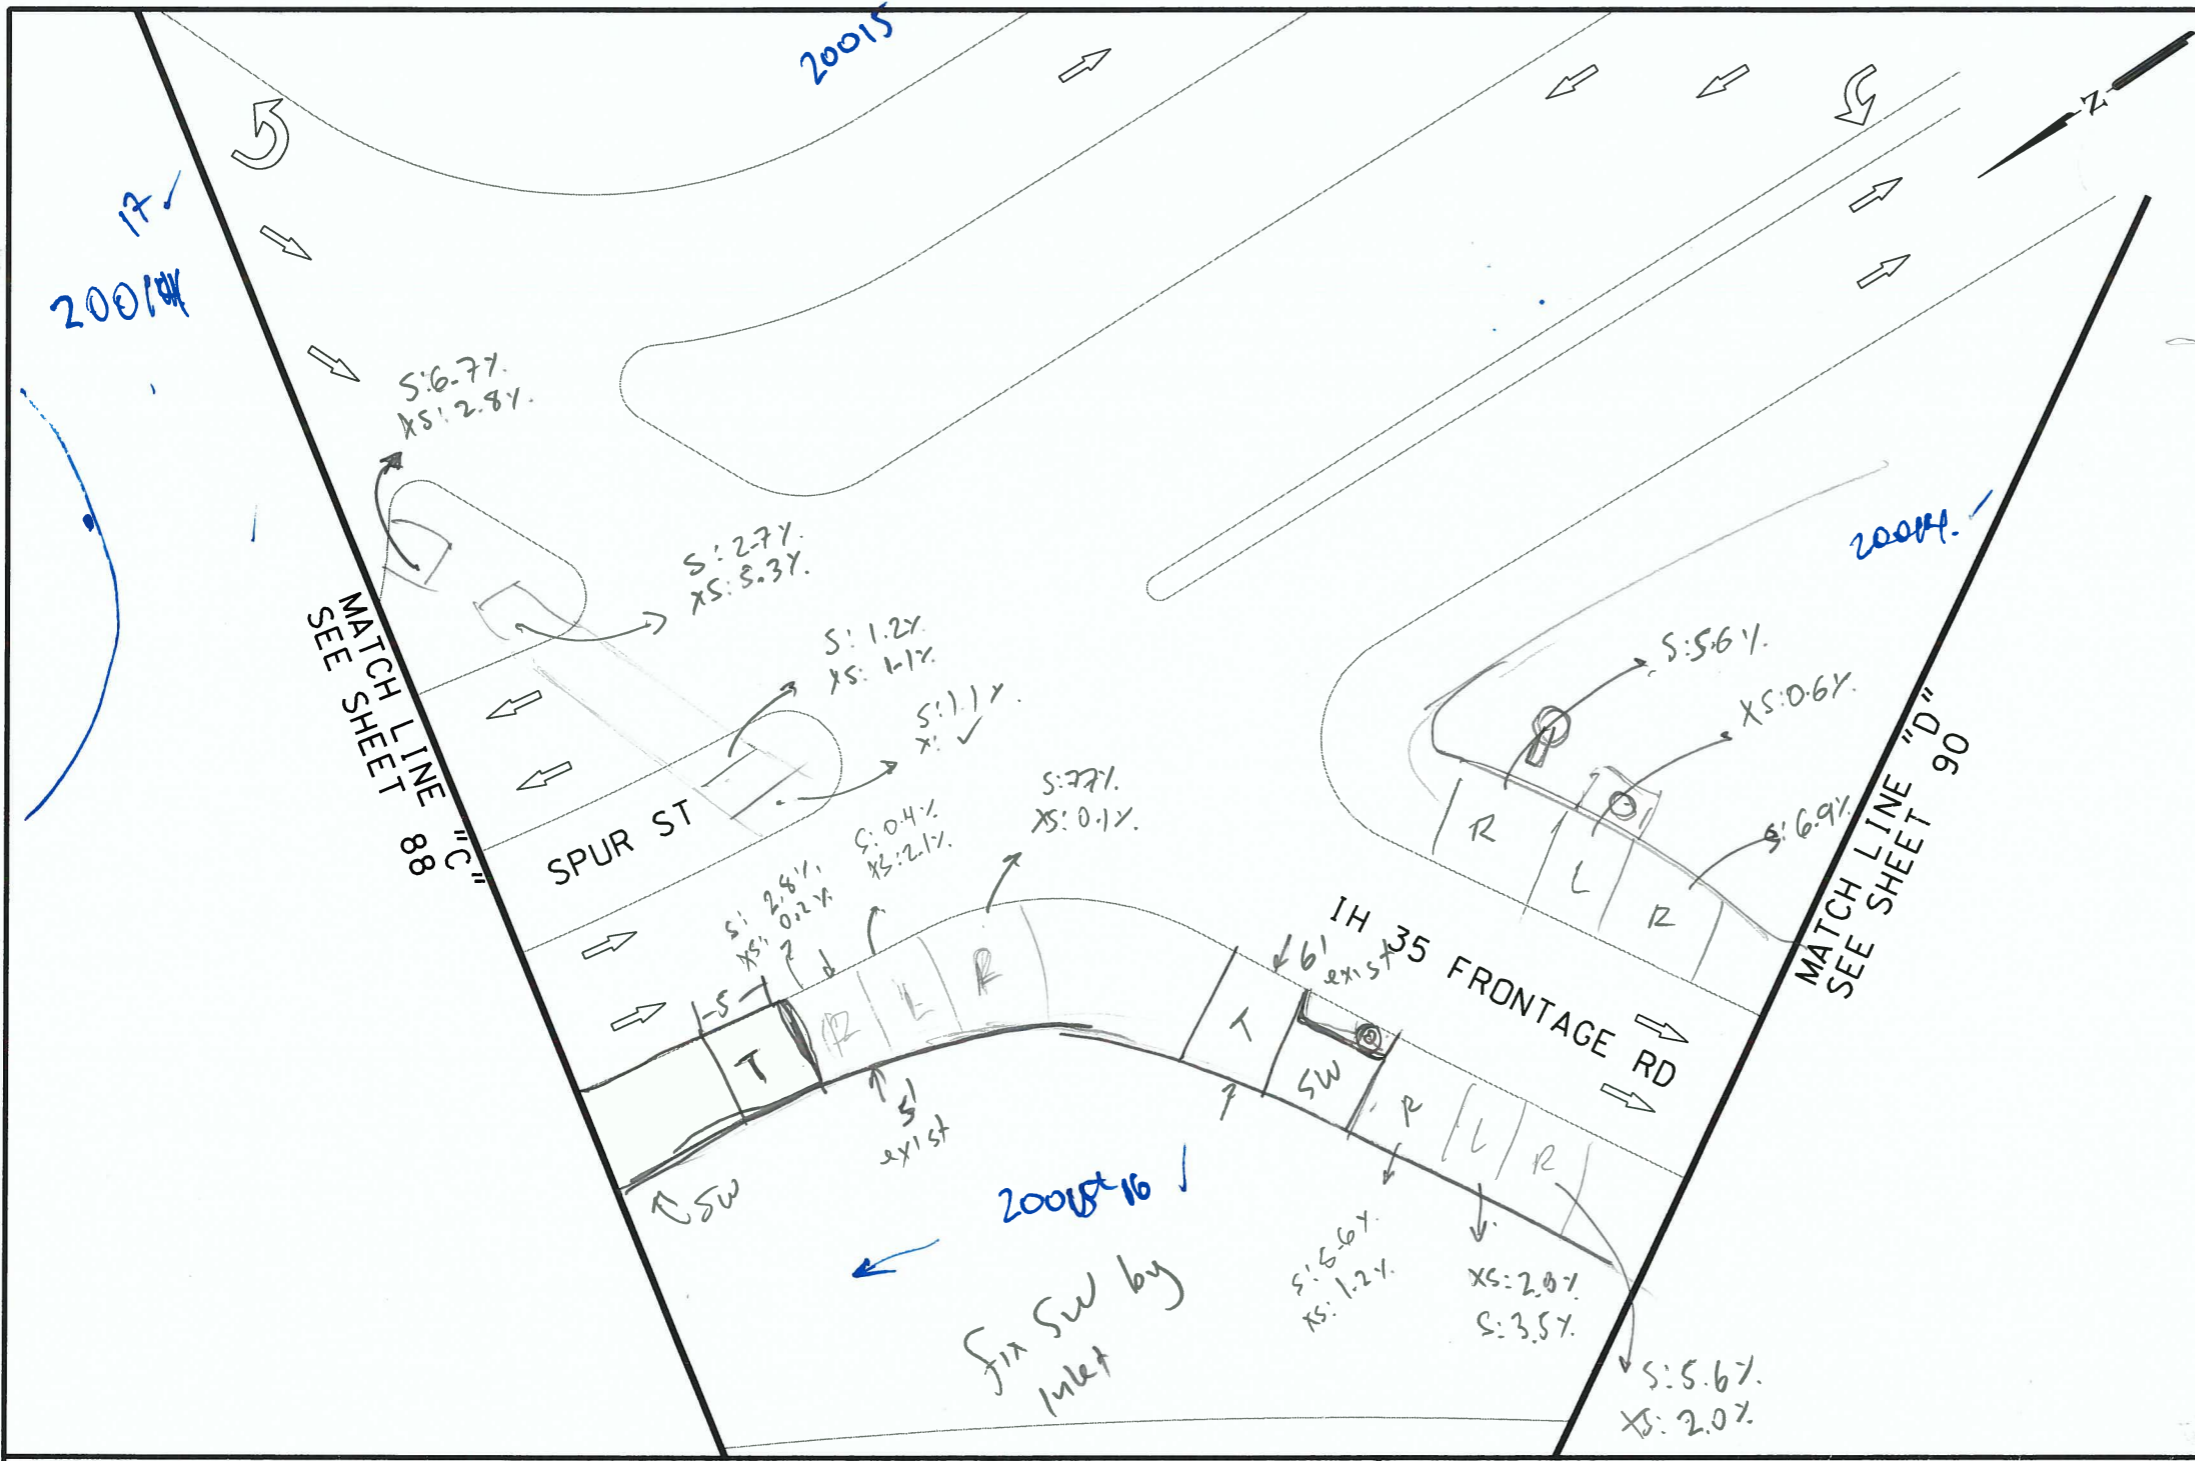 20015
N
17 ✓
S: 6.7%.
XS: 2.8%.
S: 2.7%.
XS: 5.3%.
S: 1.2%.
XS: 1.1%.
S: 1.1%.
X: ✓
S: 0.4%
XS: 2.1%.
S: 7.7%.
XS: 0.1%.
S: 2.8%.
XS: 0.2%
S: 5.6%.
XS: 0.6%.
S: 6.9%.
MATCH LINE "C"
SEE SHEET 88
SPUR ST
MATCH LINE "D"
SEE SHEET 90
IH 35 FRONTAGE RD
R
L
R
5
T
R
L
R
5'
exist
SW
T
6'
exist
SW
R
L
R
S: 5.6%.
XS: 1.2%.
S: 3.5%.
S: 5.6%.
XS: 2.0%.
fix SW by
inlet